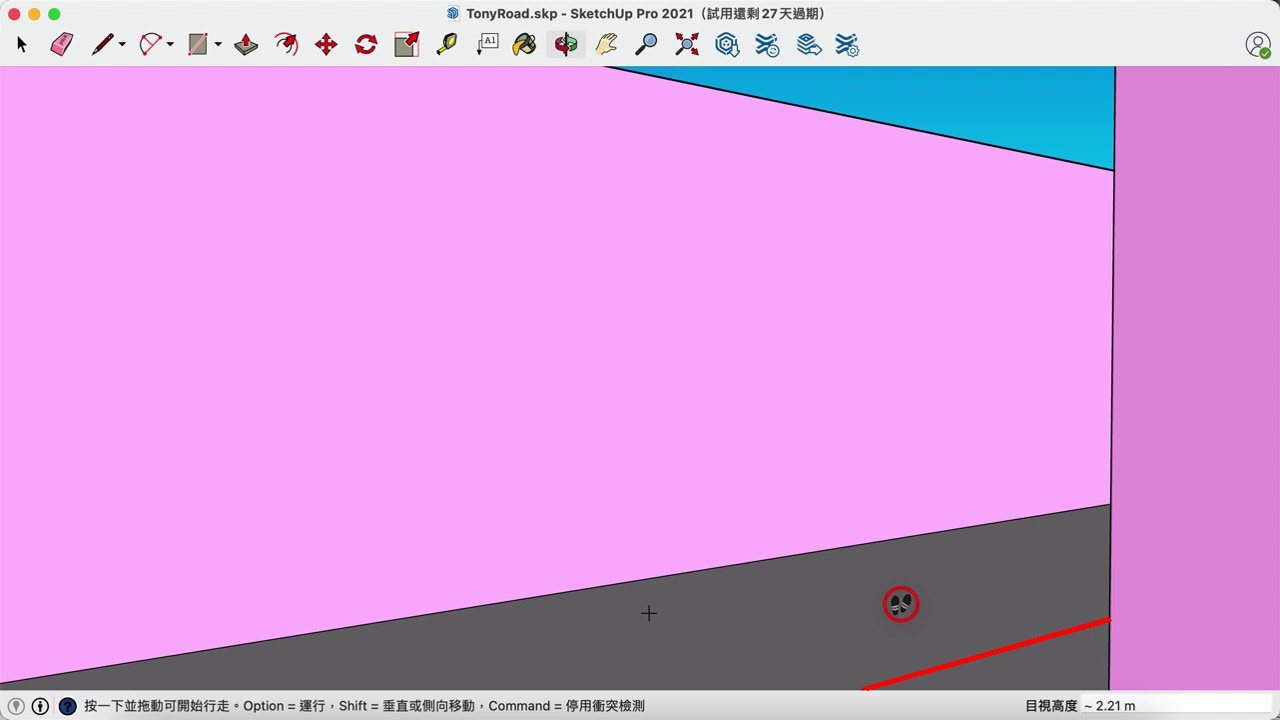 TonyRoad.skp - SketchUp Pro 2021（試用還剩 27 天過期）
A1
按一下並拖動可開始行走。Option = 運行，Shift = 垂直或側向移動，Command = 停用衝突檢測
目視高度 ~ 2.21 m